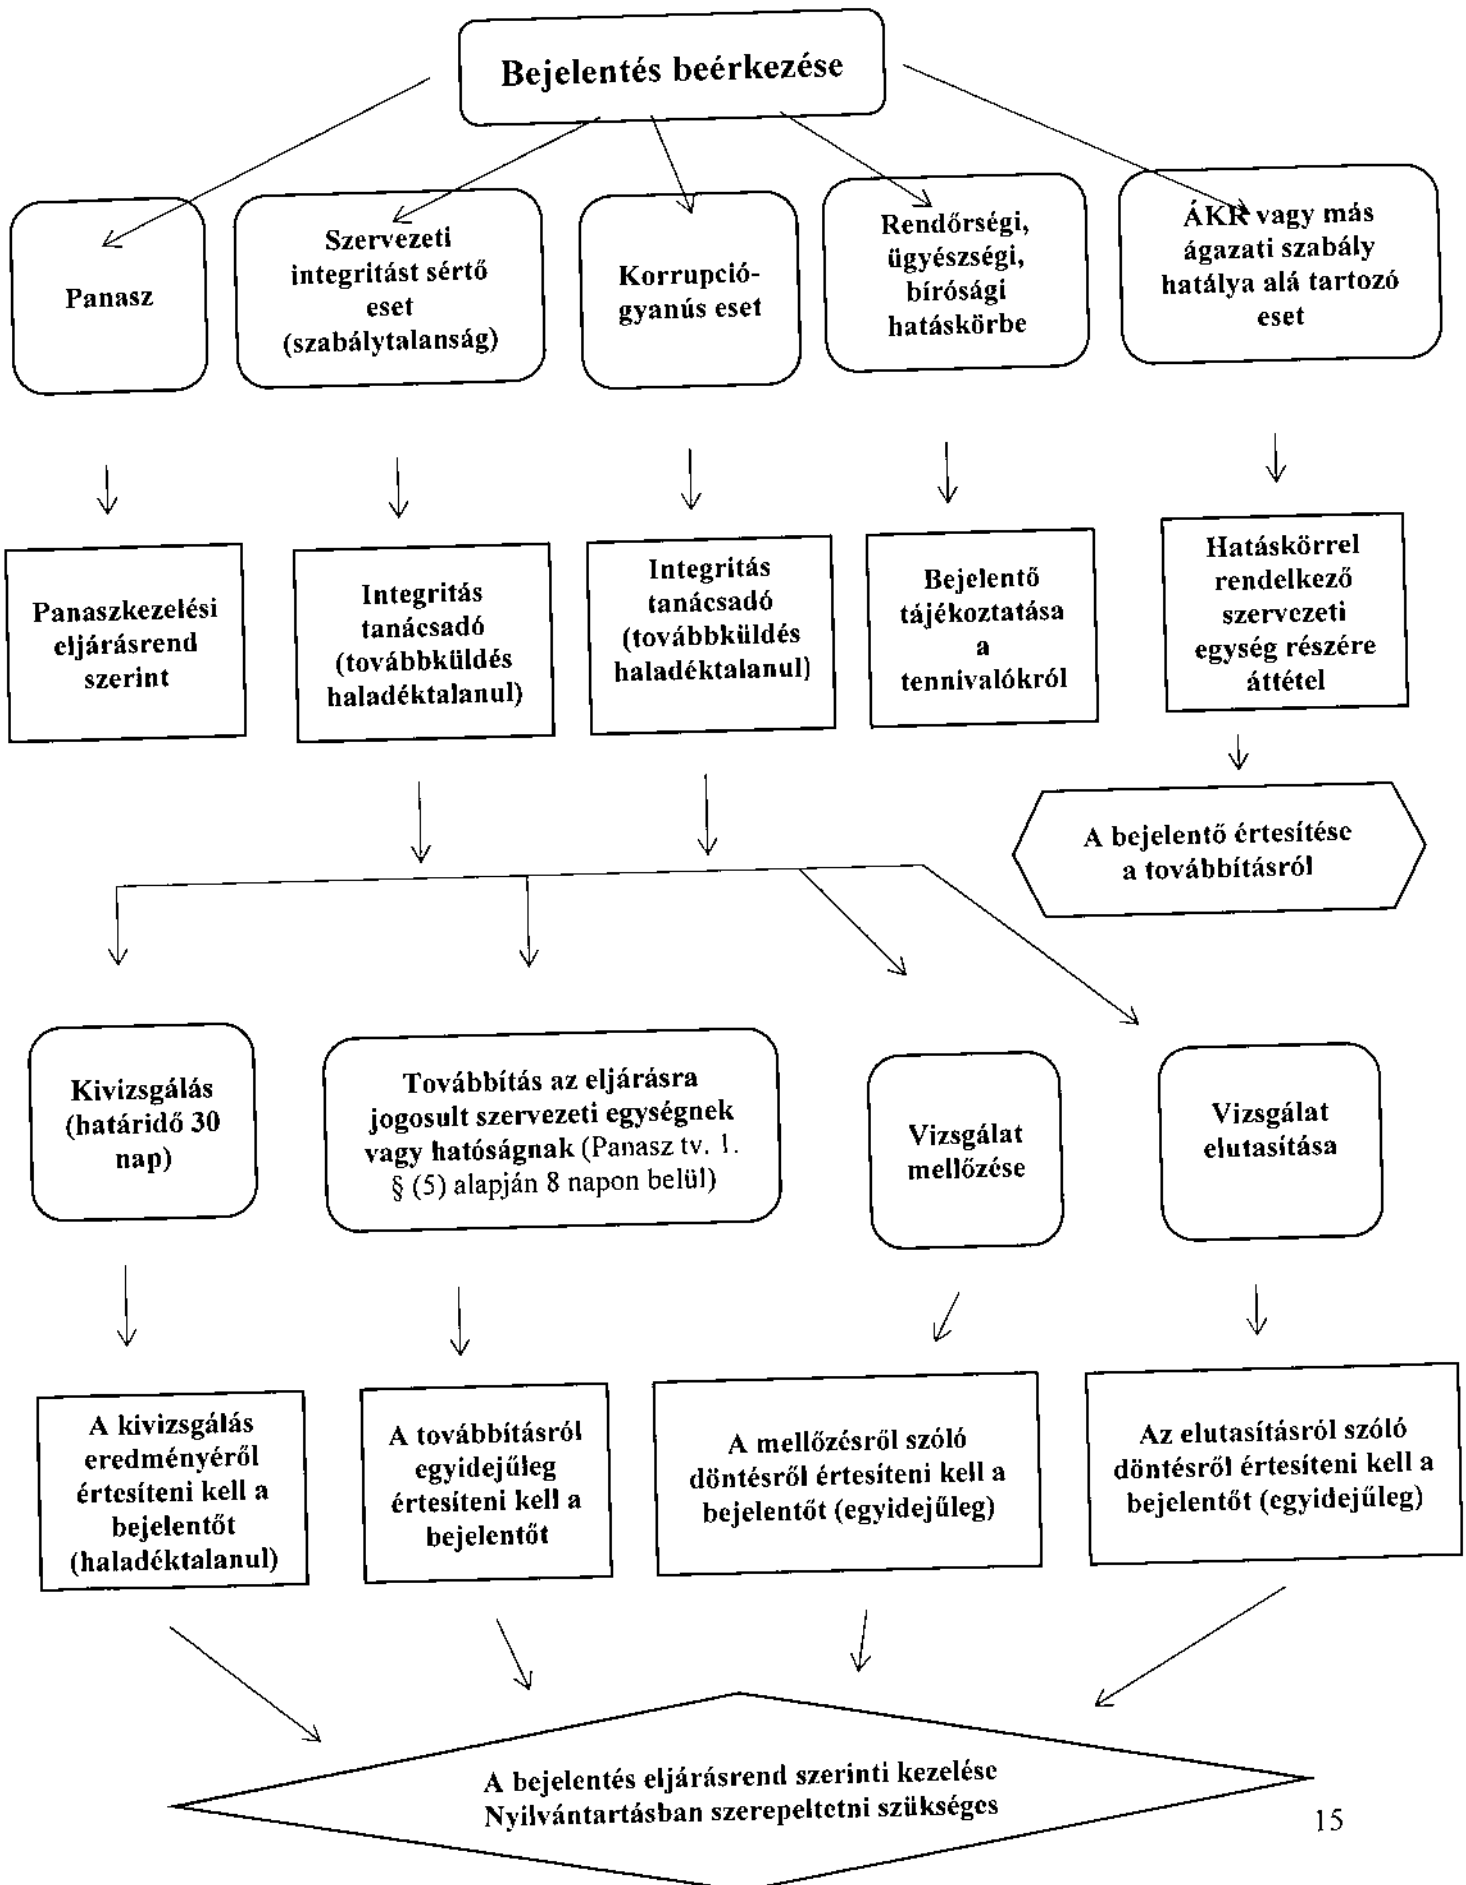 Bejelentés beérkezése
Panasz
Szervezeti
integritást sértő
eset
(szabálytalanság)
Korrupció-
gyanús eset
Rendőrségi,
ügyészségi,
bírósági
hatáskörbe
ÁKR vagy más
ágazati szabály
hatálya alá tartozó
eset
Panaszkezelési
eljárásrend
szerint
Integritás
tanácsadó
(továbbküldés
haladéktalanul)
Integritás
tanácsadó
(továbbküldés
haladéktalanul)
Bejelentő
tájékoztatása
a
tennivalókról
Hatáskörrel
rendelkező
szervezeti
egység részére
áttétel
A bejelentő értesítése
a továbbításról
Kivizsgálás
(határidő 30
nap)
Továbbítás az eljárásra
jogosult szervezeti egységnek
vagy hatóságnak (Panasz tv. 1.
§ (5) alapján 8 napon belül)
Vizsgálat
mellőzése
Vizsgálat
elutasítása
A kivizsgálás
eredményéről
értesíteni kell a
bejelentőt
(haladéktalanul)
A továbbításról
egyidejűleg
értesíteni kell a
bejelentőt
A mellőzésről szóló
döntésről értesíteni kell a
bejelentőt (egyidejűleg)
Az elutasításról szóló
döntésről értesíteni kell a
bejelentőt (egyidejűleg)
A bejelentés eljárásrend szerinti kezelése
Nyilvántartásban szerepeltetni szükséges
15